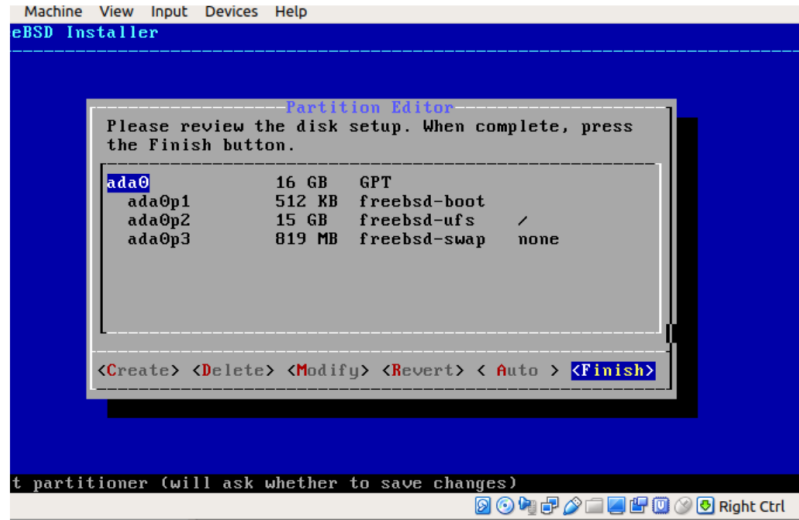 Machine View Input Devices Help
eBSD Installer
Partition Editor
Please review the disk setup. When complete, press
the Finish button.
ada0 16 GB GPT
ada0p1 512 KB freebsd-boot
ada0p2 15 GB freebsd-ufs /
ada0p3 819 MB freebsd-swap none
<Create> <Delete> <Modify> <Revert> < Auto > <Finish>
t partitioner (will ask whether to save changes)
Right Ctrl